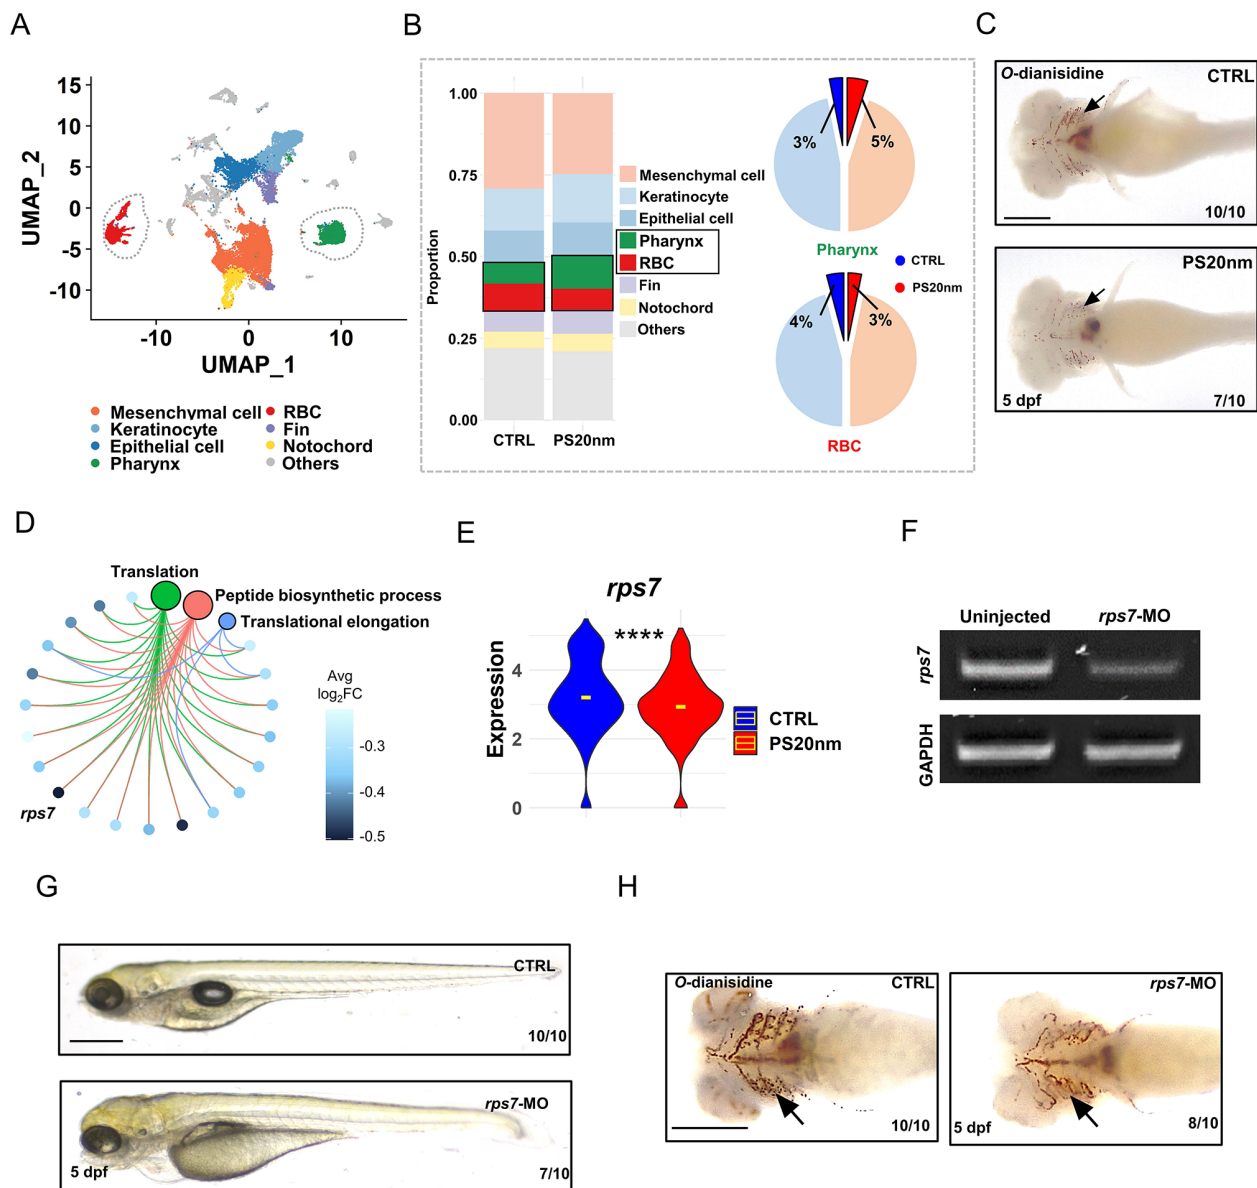 A
UMAP_2
15
10
5
0
-5
-10
-10
0
10
UMAP_1
Mesenchymal cell
Keratinocyte
Epithelial cell
Pharynx
RBC
Fin
Notochord
Others
B
Proportion
1.00
0.75
0.50
0.25
0.00
CTRL
PS20nm
Mesenchymal cell
Keratinocyte
Epithelial cell
Pharynx
RBC
Fin
Notochord
Others
3%
5%
Pharynx
CTRL
PS20nm
4%
3%
RBC
C
O-dianisidine
CTRL
10/10
PS20nm
5 dpf
7/10
D
Translation
Peptide biosynthetic process
Translational elongation
Avg
log₂FC
-0.3
-0.4
-0.5
rps7
E
rps7
****
Expression
4
2
0
CTRL
PS20nm
F
Uninjected
rps7-MO
rps7
GAPDH
G
CTRL
10/10
rps7-MO
5 dpf
7/10
H
O-dianisidine
CTRL
10/10
rps7-MO
5 dpf
8/10